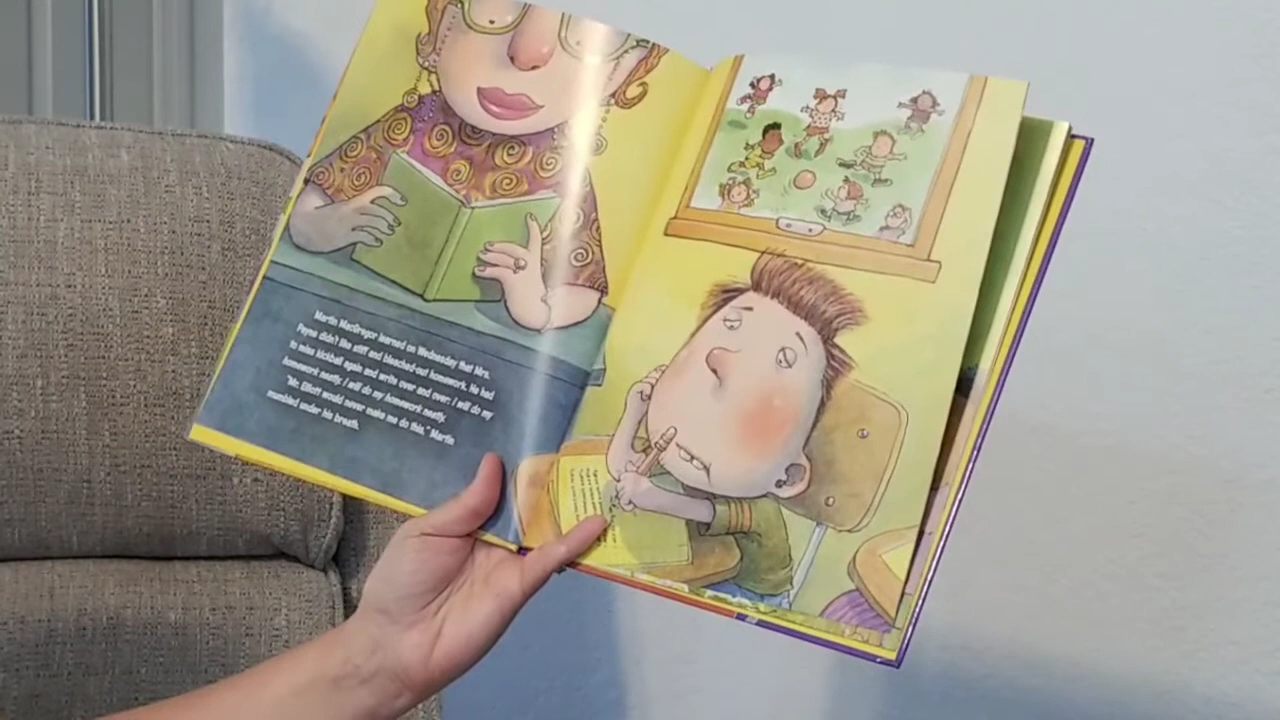 Martin MacGregor learned on Wednesday that Mrs.
Payne didn't like stiff and bleached-out homework. He had
to miss kickball again and write over and over: I will do my
homework neatly. I will do my homework neatly.
"Mr. Elliott would never make me do this," Martin
mumbled under his breath.